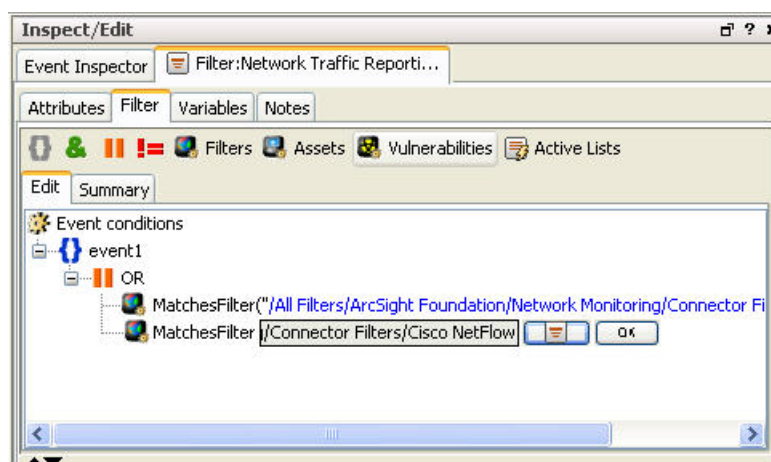 Inspect/Edit
Event Inspector Filter:Network Traffic Reporti...
Attributes Filter Variables Notes
{} & != Filters Assets Vulnerabilities Active Lists
Edit Summary
Event conditions
{} event1
OR
MatchesFilter("/All Filters/ArcSight Foundation/Network Monitoring/Connector Fi
MatchesFilter /Connector Filters/Cisco NetFlow OK